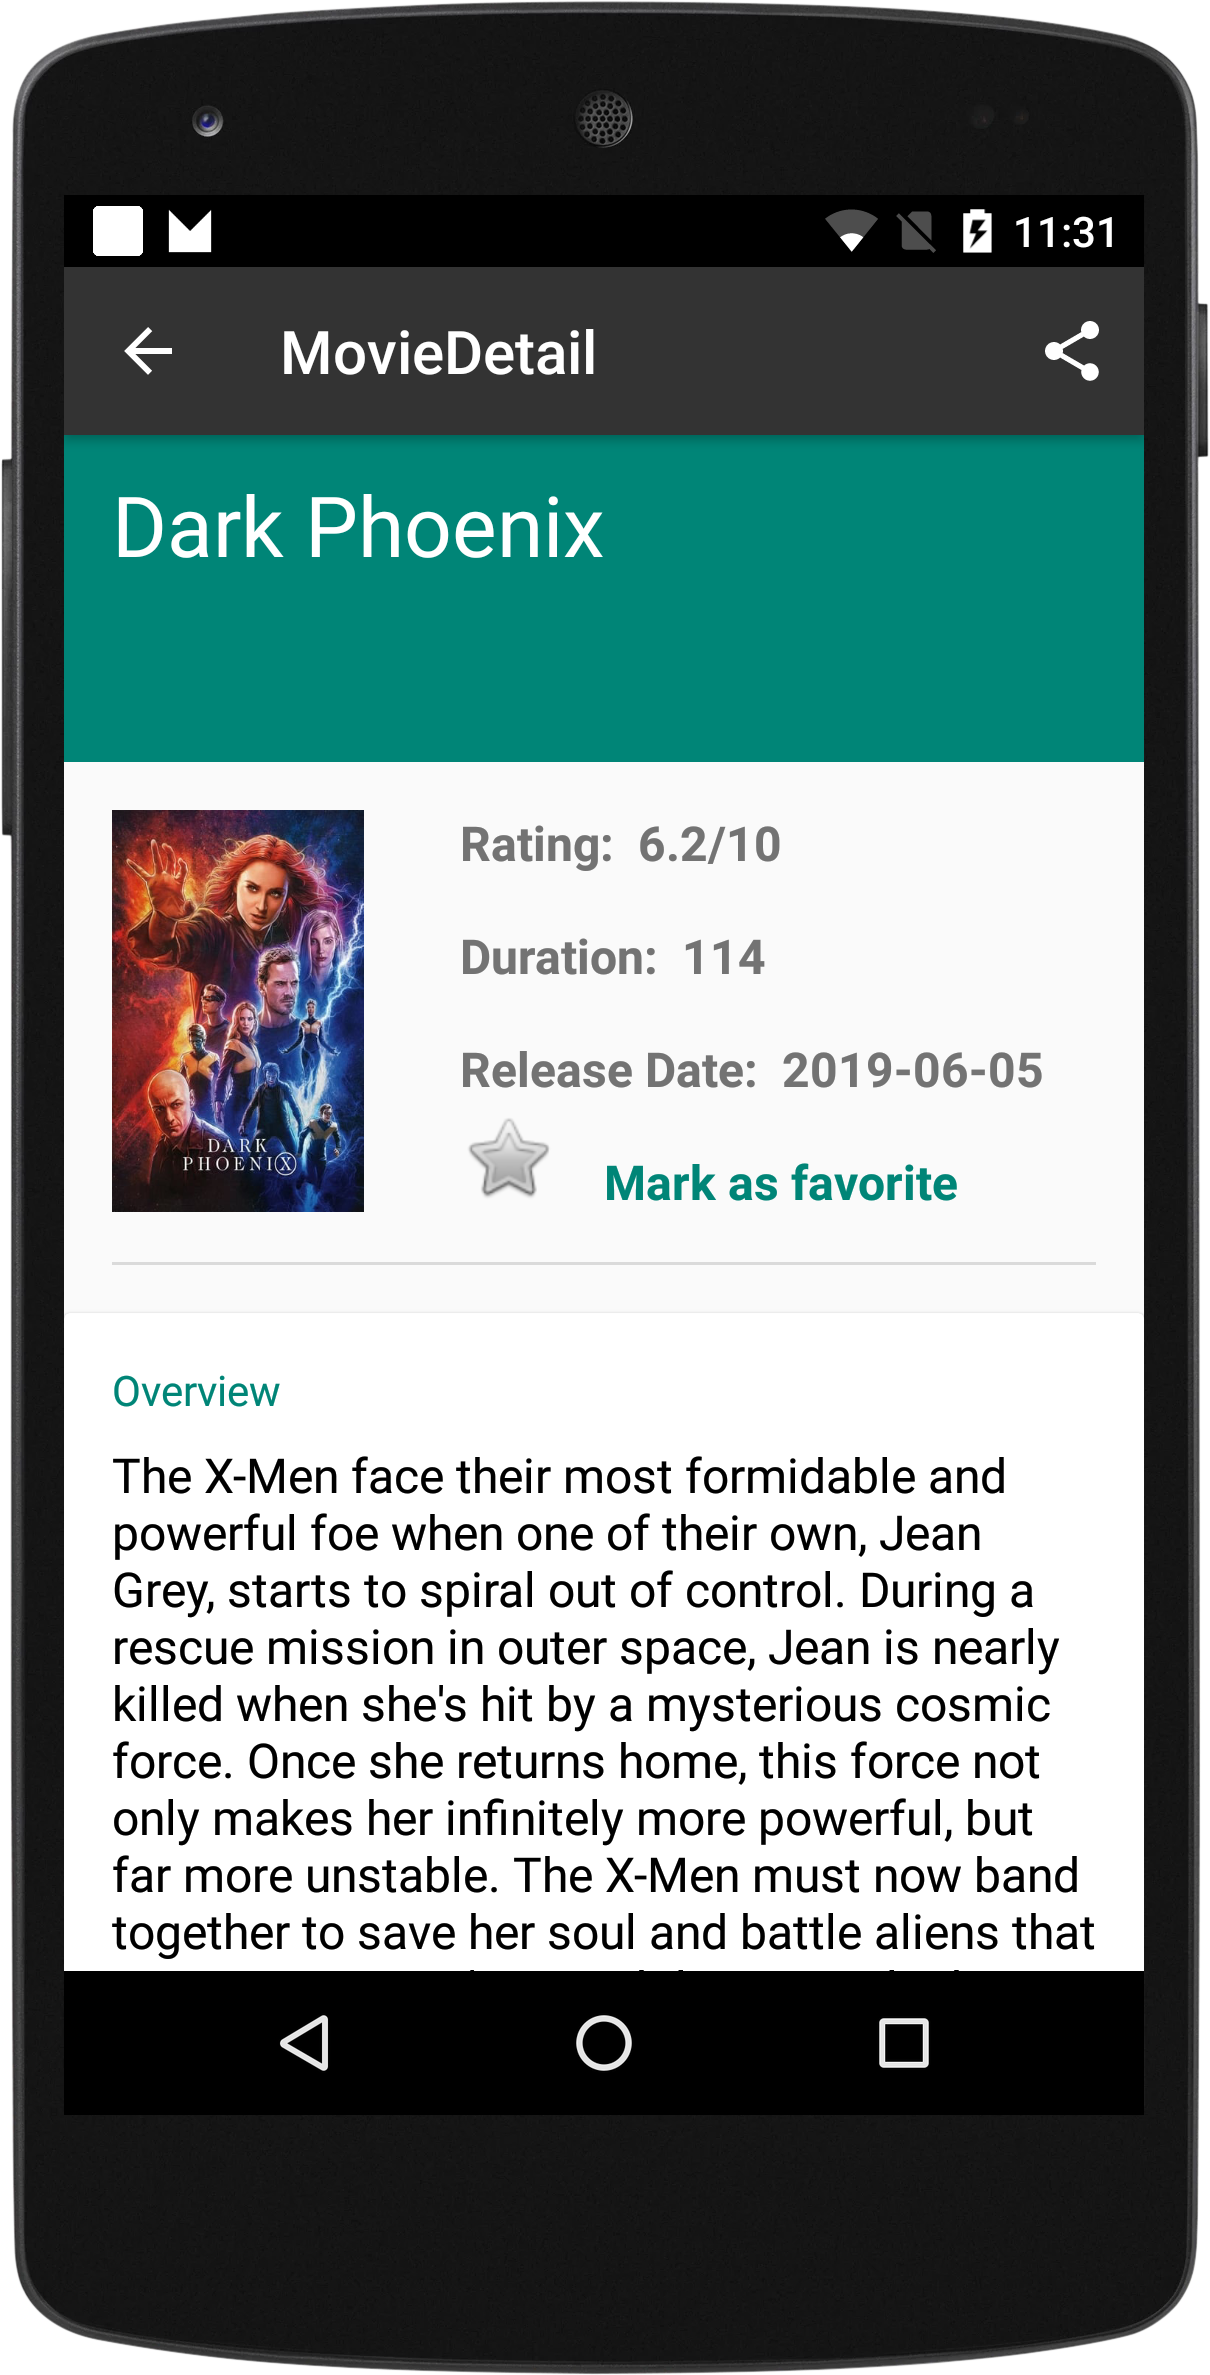 11:31
MovieDetail
Dark Phoenix
Rating: 6.2/10
Duration: 114
Release Date: 2019-06-05
Mark as favorite
DARK
PHOENIX
Overview
The X-Men face their most formidable and
powerful foe when one of their own, Jean
Grey, starts to spiral out of control. During a
rescue mission in outer space, Jean is nearly
killed when she's hit by a mysterious cosmic
force. Once she returns home, this force not
only makes her infinitely more powerful, but
far more unstable. The X-Men must now band
together to save her soul and battle aliens that